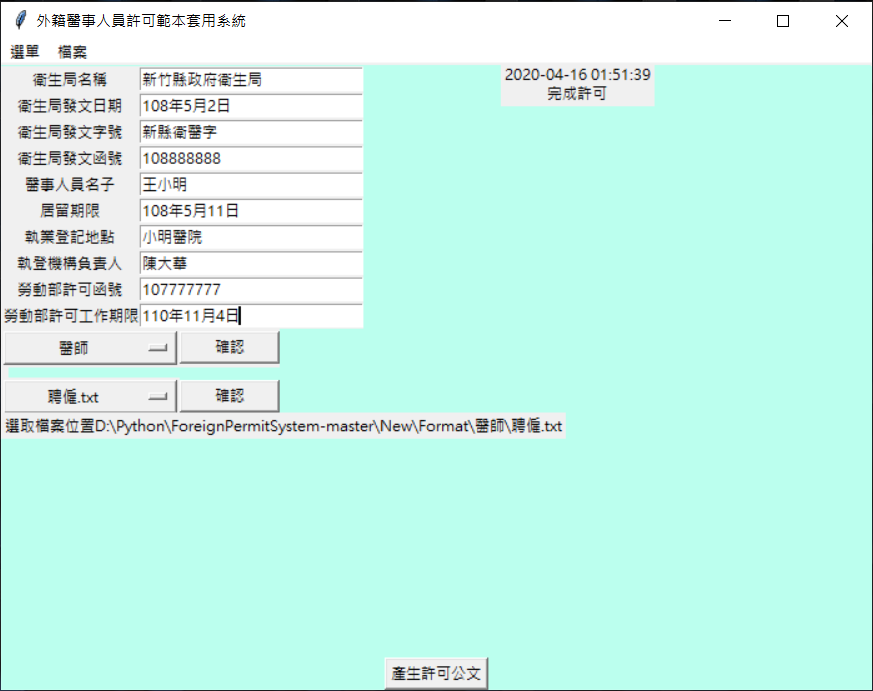 外籍醫事人員許可範本套用系統
選單 檔案
衛生局名稱 新竹縣政府衛生局
衛生局發文日期 108年5月2日
衛生局發文字號 新縣衛醫字
衛生局發文函號 108888888
醫事人員名子 王小明
居留期限 108年5月11日
執業登記地點 小明醫院
執登機構負責人 陳大華
勞動部許可函號 107777777
勞動部許可工作期限 110年11月4日
2020-04-16 01:51:39
完成許可
醫師 確認
聘僱.txt 確認
選取檔案位置D:\Python\ForeignPermitSystem-master\New\Format\醫師\聘僱.txt
產生許可公文